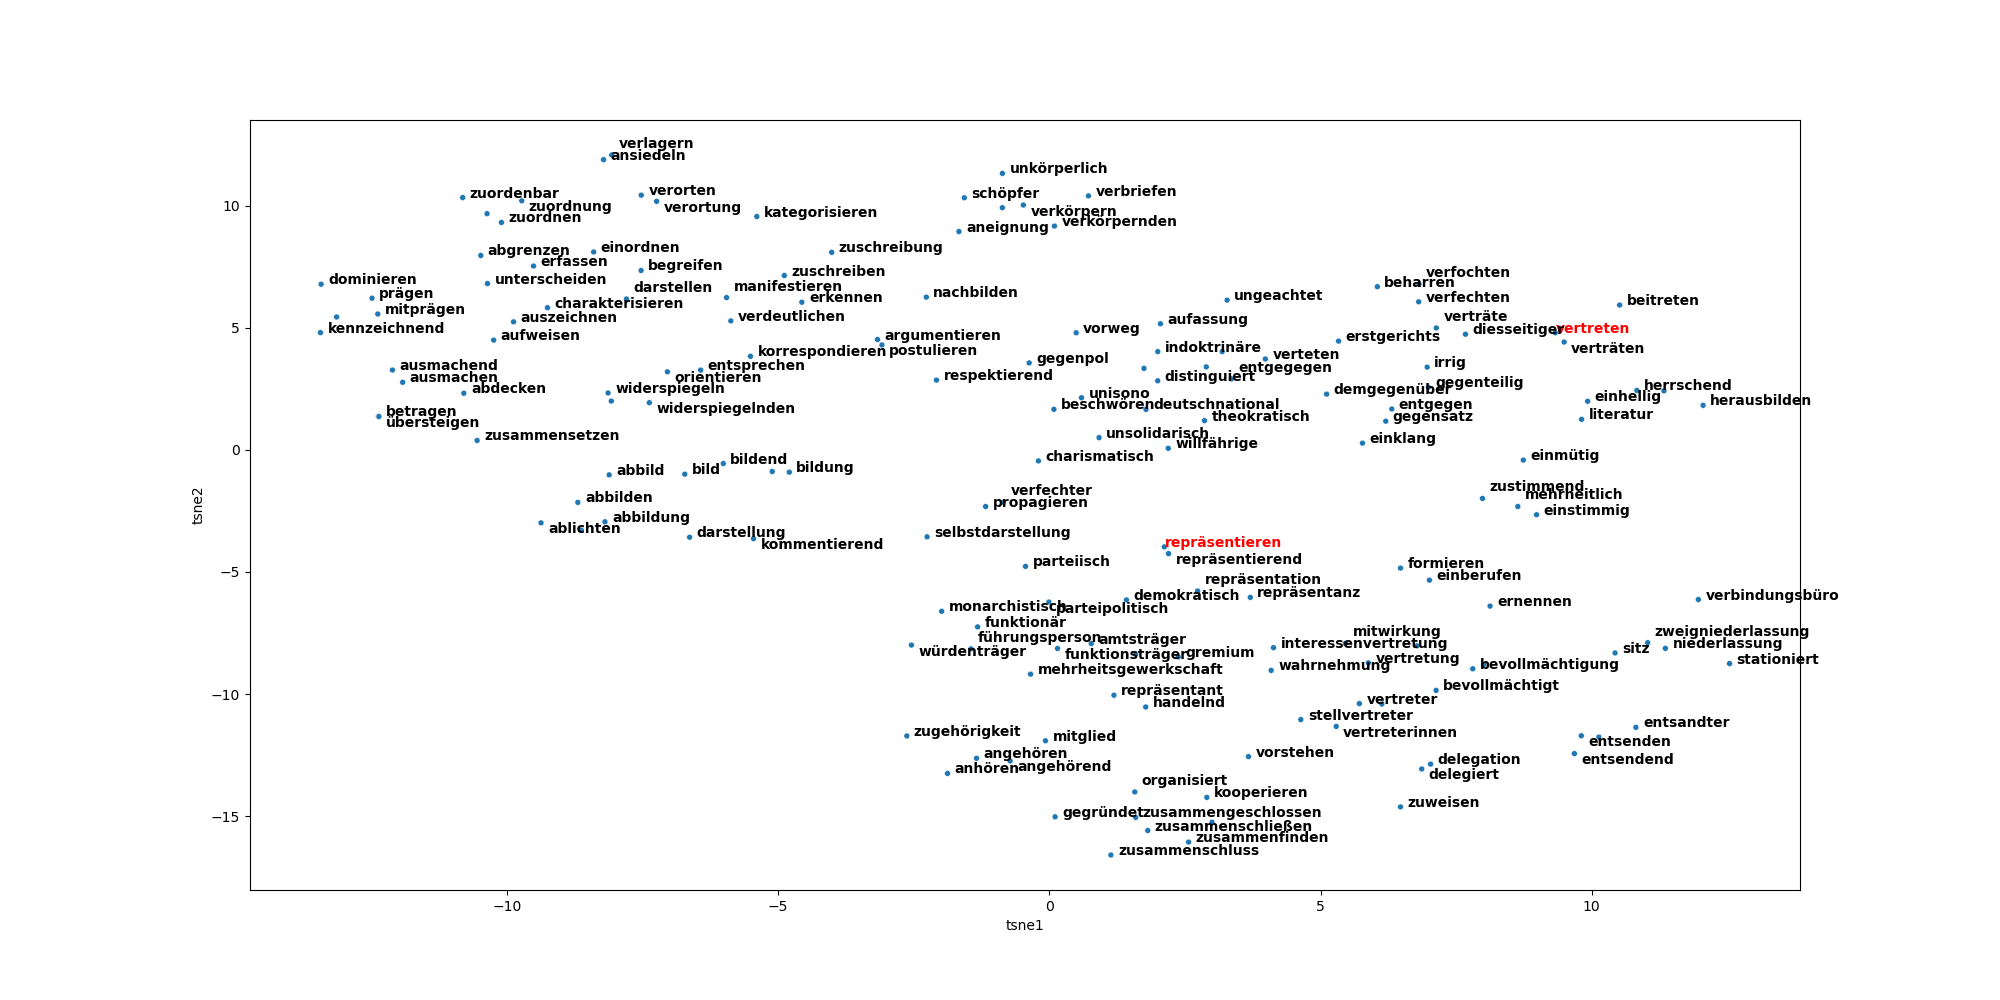 verlagern
ansiedeln
unkörperlich
zuordenbar
verorten
schöpfer
verbriefen
zuordnung
verortung
kategorisieren
verkörpern
zuordnen
verkörpernden
aneignung
abgrenzen
einordnen
zuschreibung
erfassen
begreifen
zuschreiben
verfochten
dominieren
unterscheiden
darstellen
manifestieren
beharren
prägen
charakterisieren
erkennen
nachbilden
ungeachtet
verfechten
beitreten
mitprägen
auszeichnen
verdeutlichen
aufassung
verträte
kennzeichnend
aufweisen
argumentieren
vorweg
erstgerichts
diesseitiger
vertreten
korrespondieren
postulieren
indoktrinäre
verteten
verträten
ausmachend
entsprechen
gegenpol
entgegegen
irrig
ausmachen
orientieren
respektierend
distinguiert
gegenteilig
abdecken
widerspiegeln
unisono
demgegenüber
herrschend
betragen
widerspiegelnden
beschwören
deutschnational
entgegen
einhellig
herausbilden
übersteigen
theokratisch
gegensatz
literatur
zusammensetzen
unsolidarisch
willfährige
einklang
abbild
bild
bildend
bildung
charismatisch
einmütig
abbilden
verfechter
zustimmend
propagieren
mehrheitlich
ablichten
abbildung
einstimmig
darstellung
kommentierend
selbstdarstellung
repräsentieren
parteiisch
repräsentierend
formieren
repräsentation
einberufen
monarchistisch
parteipolitisch
demokratisch
repräsentanz
ernennen
verbindungsbüro
funktionär
führungsperson
amtsträger
mitwirkung
zweigniederlassung
würdenträger
funktionsträger
gremium
interessenvertretung
sitz
niederlassung
mehrheitsgewerkschaft
wahrnehmung
vertretung
bevollmächtigung
stationiert
repräsentant
bevollmächtigt
handelnd
vertreter
stellvertreter
entsandter
zugehörigkeit
mitglied
vertreterinnen
entsenden
angehören
vorstehen
delegation
entsendend
anhören
angehörend
delegiert
organisiert
kooperieren
zuweisen
gegründet
zusammengeschlossen
zusammenschließen
zusammenfinden
zusammenschluss
10
5
0
−5
−10
−15
tsne2
−10
−5
0
5
10
tsne1